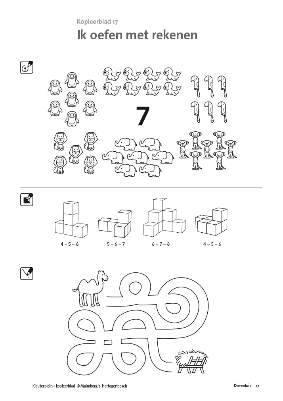 Kopieerblad 17
Ik oefen met rekenen
7
4 – 5 – 6
5 – 6 – 7
6 – 7 – 8
4 – 5 – 6